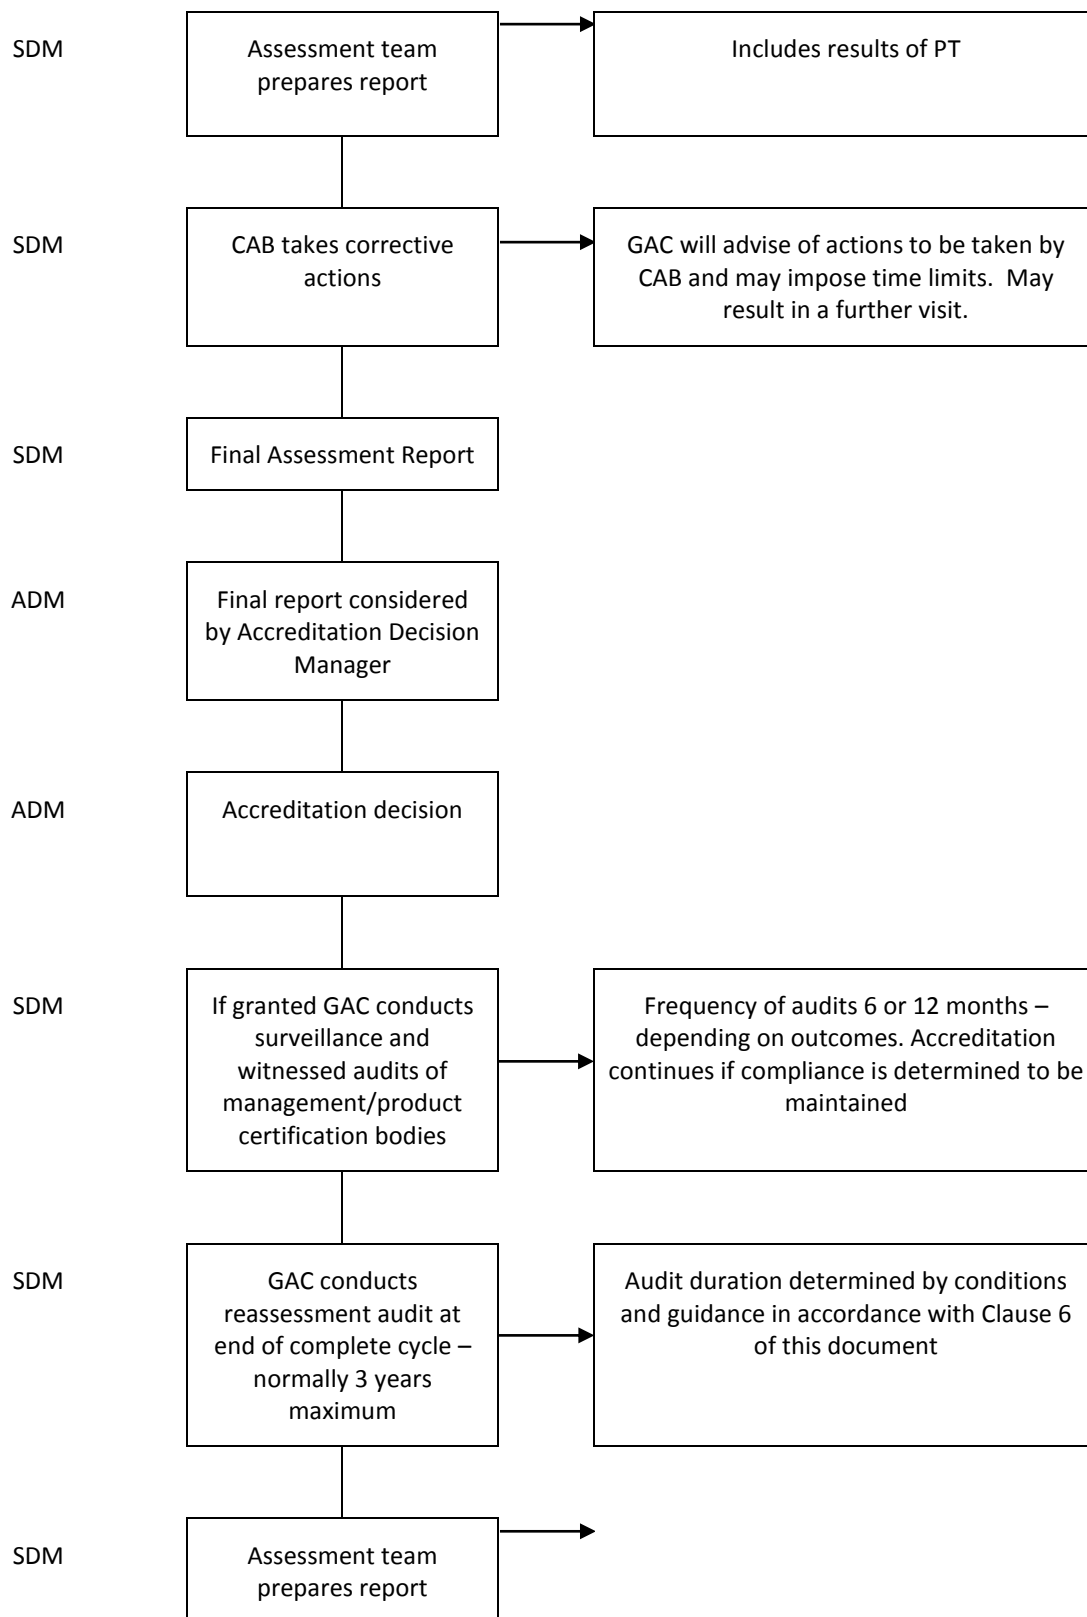 SDM
Assessment team
prepares report
Includes results of PT
SDM
CAB takes corrective
actions
GAC will advise of actions to be taken by
CAB and may impose time limits.  May
result in a further visit.
SDM
Final Assessment Report
ADM
Final report considered
by Accreditation Decision
Manager
ADM
Accreditation decision
SDM
If granted GAC conducts
surveillance and
witnessed audits of
management/product
certification bodies
Frequency of audits 6 or 12 months –
depending on outcomes. Accreditation
continues if compliance is determined to be
maintained
SDM
GAC conducts
reassessment audit at
end of complete cycle –
normally 3 years
maximum
Audit duration determined by conditions
and guidance in accordance with Clause 6
of this document
SDM
Assessment team
prepares report